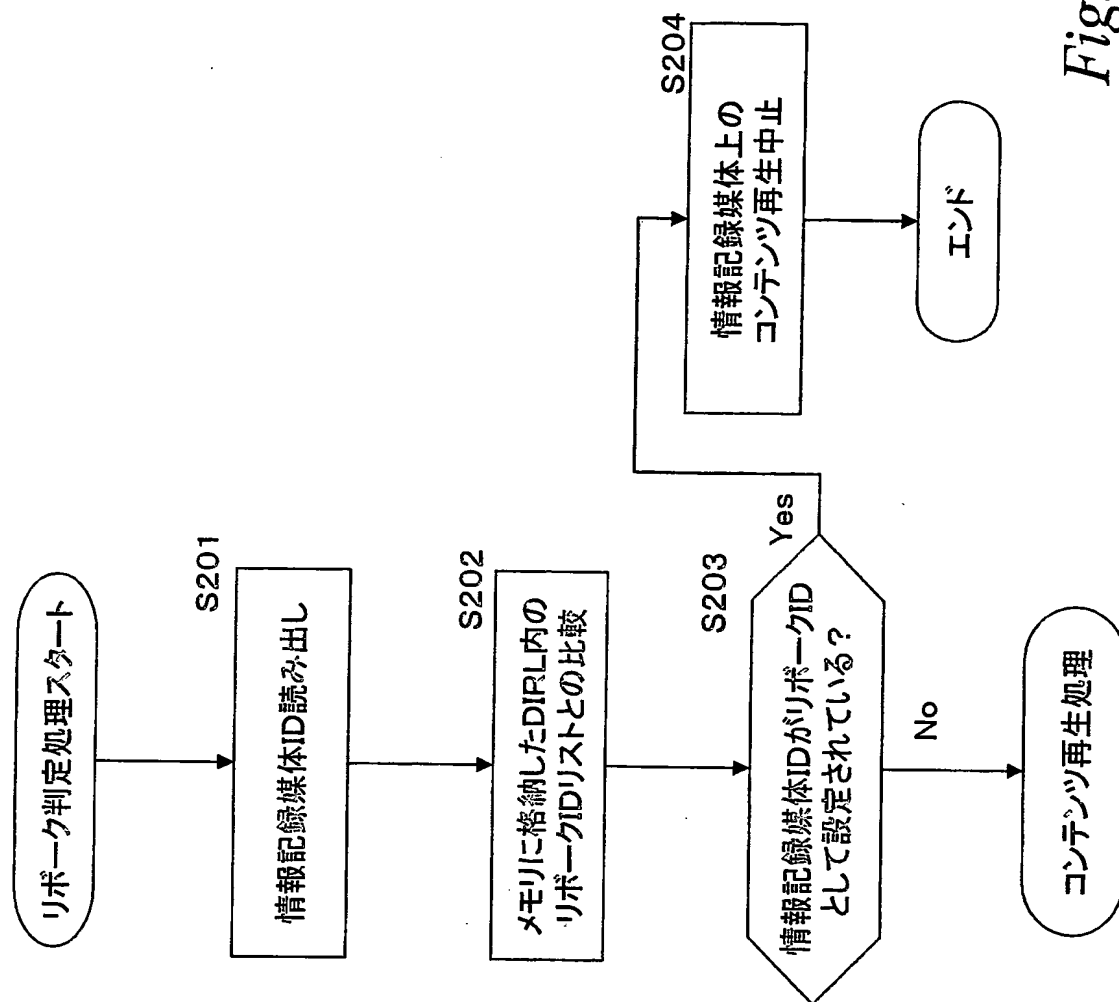 リボーク判定処理スタート
S201
情報記録媒体ID読み出し
S202
メモリに格納したDIRL内の
リボークIDリストとの比較
S203
情報記録媒体IDがリボークID
として設定されている?
Yes
No
S204
情報記録媒体上の
コンテンツ再生中止
エンド
コンテンツ再生処理
Fig